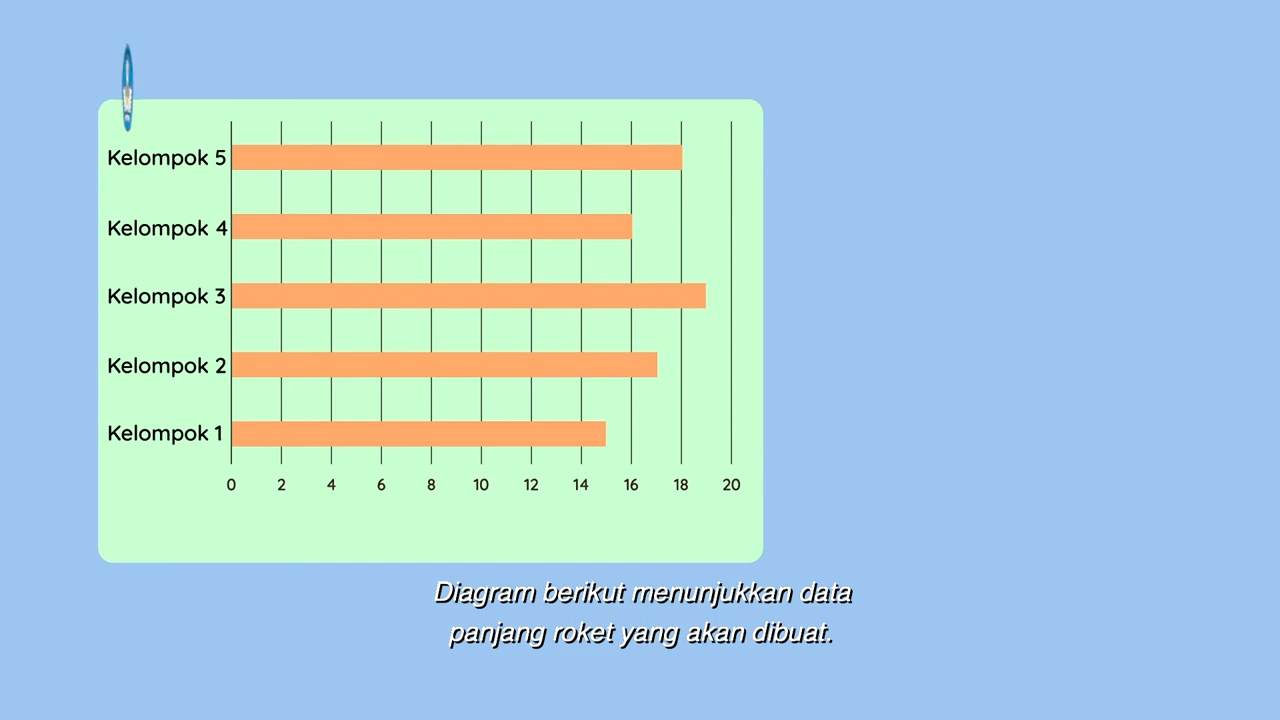 Kelompok 5
Kelompok 4
Kelompok 3
Kelompok 2
Kelompok 1
0 2 4 6 8 10 12 14 16 18 20
Diagram berikut menunjukkan data
panjang roket yang akan dibuat.